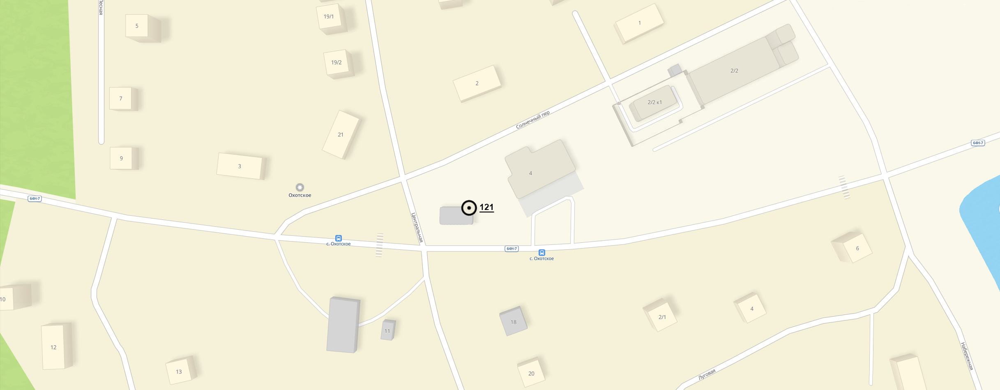 Лесная
5
19/1
1
19/2
2/2
2
7
2/2 к1
Солнечный пер
21
64Н-7
9
3
4
Охотское
64Н-7
121
Центральная
с. Охотское
64Н-7
с. Охотское
6
10
4
2/1
18
11
12
Набережная
13
20
Луговая